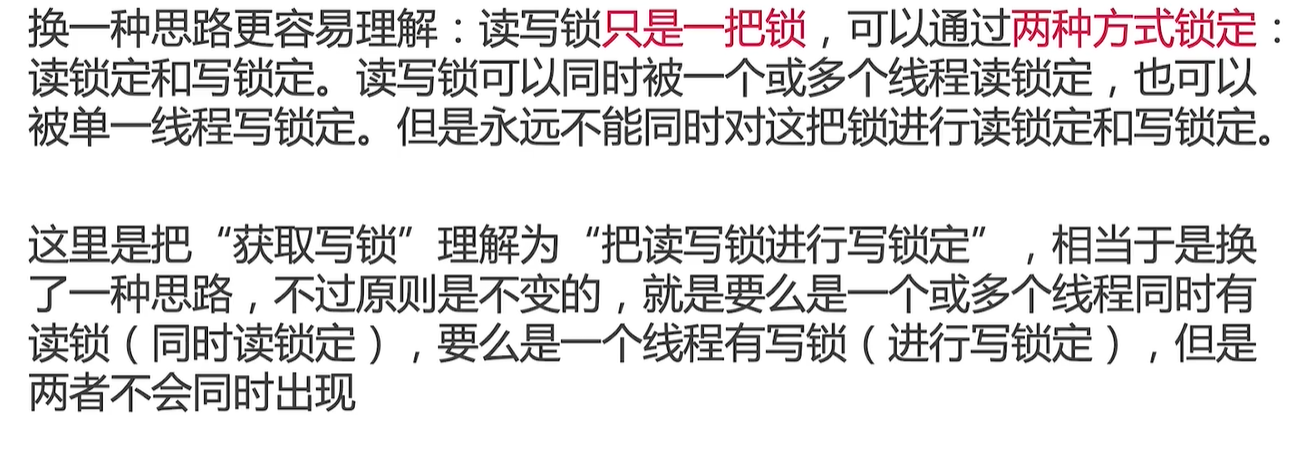 换一种思路更容易理解：读写锁只是一把锁，可以通过两种方式锁定：
读锁定和写锁定。读写锁可以同时被一个或多个线程读锁定，也可以
被单一线程写锁定。但是永远不能同时对这把锁进行读锁定和写锁定。
这里是把“获取写锁”理解为“把读写锁进行写锁定”，相当于是换
了一种思路，不过原则是不变的，就是要么是一个或多个线程同时有
读锁（同时读锁定），要么是一个线程有写锁（进行写锁定），但是
两者不会同时出现